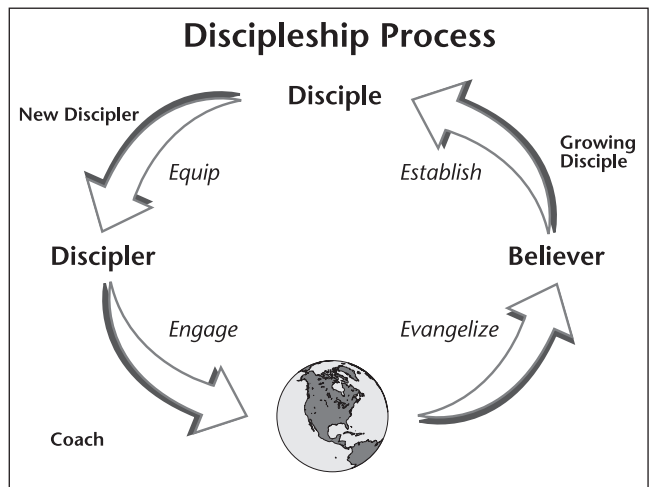 Discipleship Process
Disciple
New Discipler
Growing
Disciple
Equip
Establish
Discipler
Believer
Engage
Evangelize
Coach